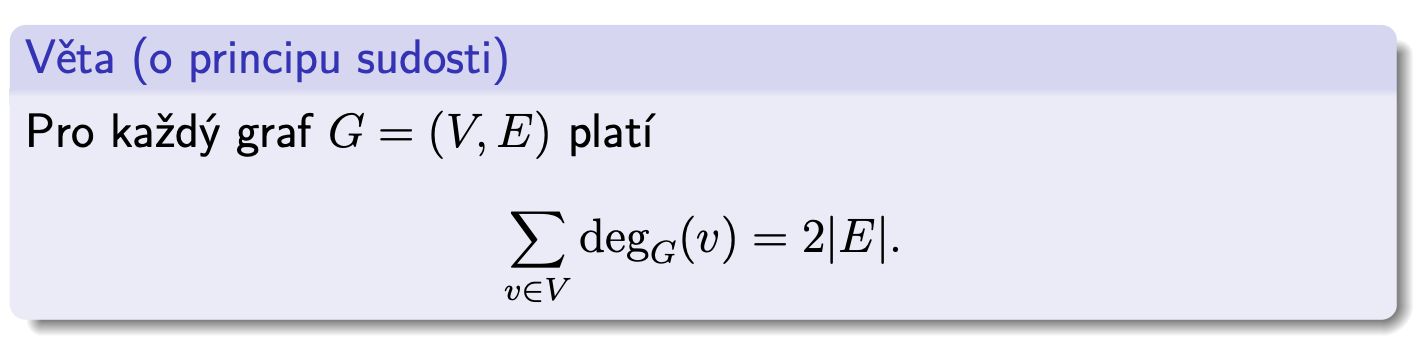 Věta (o principu sudosti)
Pro každý graf G = (V, E) platí
∑_{v∈V} deg_G(v) = 2|E|.